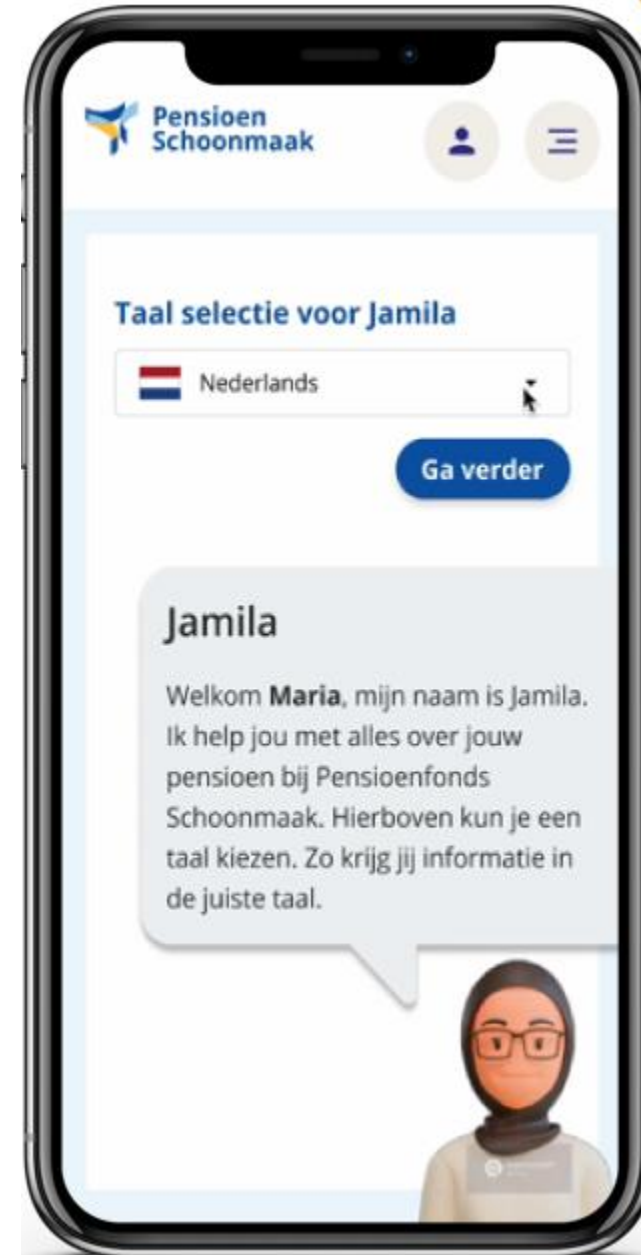 Pensioen
Schoonmaak
Taal selectie voor Jamila
Nederlands
Ga verder
Jamila
Welkom Maria, mijn naam is Jamila.
Ik help jou met alles over jouw
pensioen bij Pensioenfonds
Schoonmaak. Hierboven kun je een
taal kiezen. Zo krijg jij informatie in
de juiste taal.